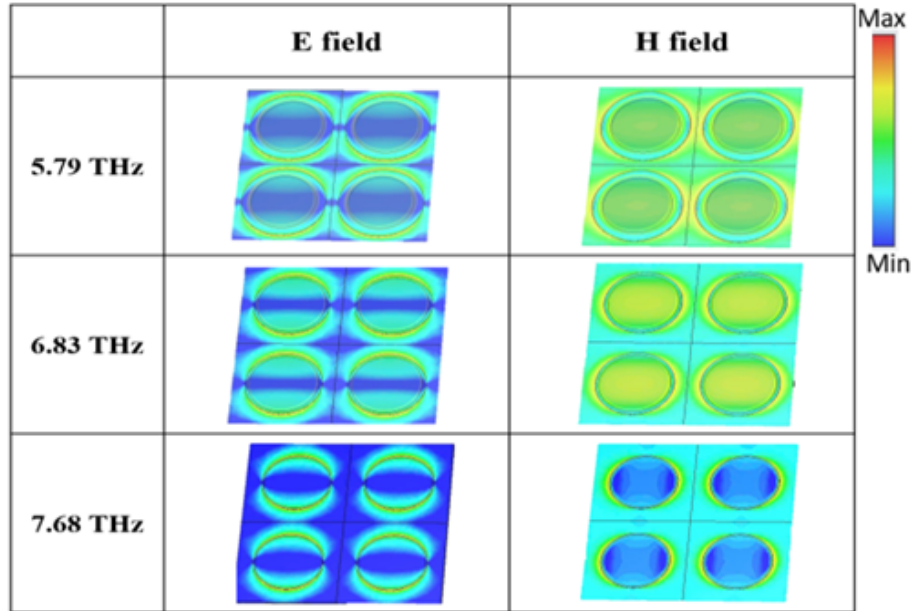 E field
H field
Max
5.79 THz
Min
6.83 THz
7.68 THz